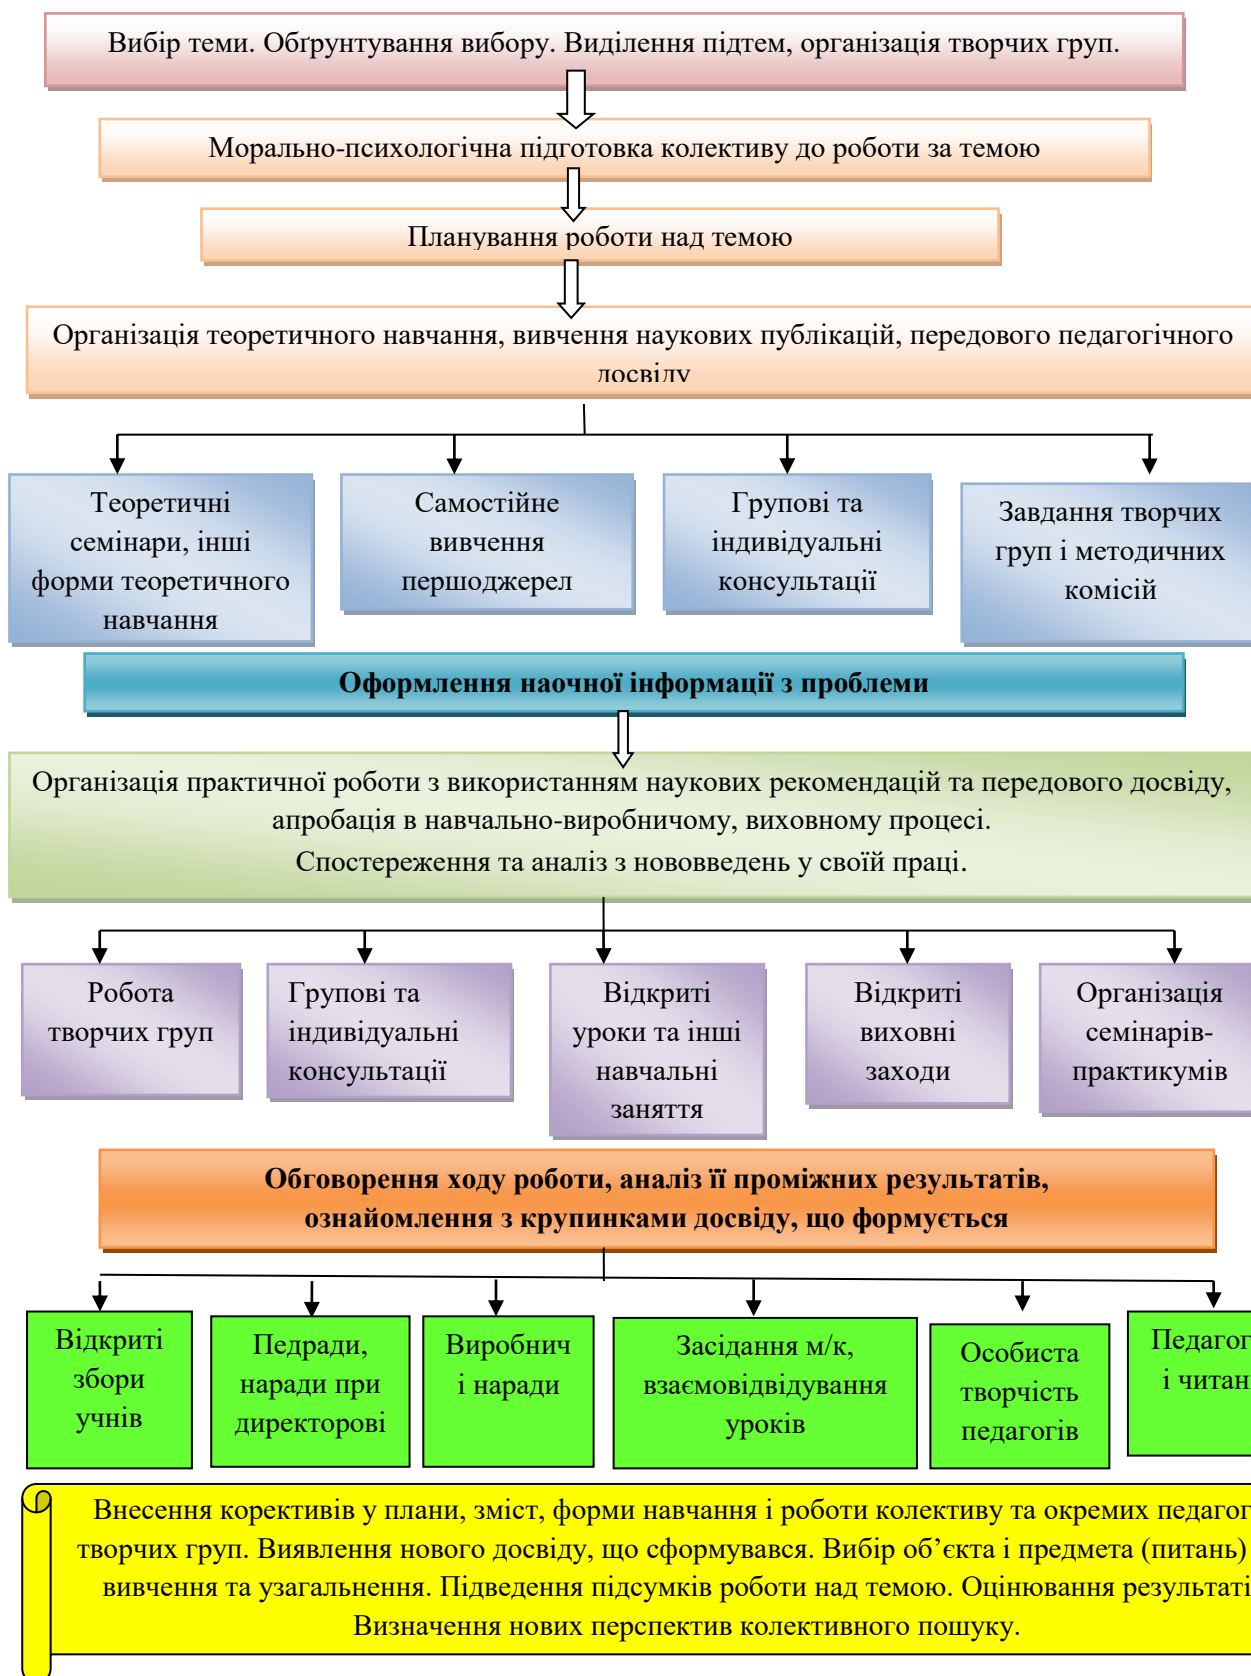 Вибір теми. Обґрунтування вибору. Виділення підтем, організація творчих груп.
Морально-психологічна підготовка колективу до роботи за темою
Планування роботи над темою
Організація теоретичного навчання, вивчення наукових публікацій, передового педагогічного
досвіду
Теоретичні
семінари, інші
форми теоретичного
навчання
Самостійне
вивчення
першоджерел
Групові та
індивідуальні
консультації
Завдання творчих
груп і методичних
комісій
Оформлення наочної інформації з проблеми
Організація практичної роботи з використанням наукових рекомендацій та передового досвіду,
апробація в навчально-виробничому, виховному процесі.
Спостереження та аналіз з нововведень у своїй праці.
Робота
творчих груп
Групові та
індивідуальні
консультації
Відкриті
уроки та інші
навчальні
заняття
Відкриті
виховні
заходи
Організація
семінарів-
практикумів
Обговорення ходу роботи, аналіз її проміжних результатів,
ознайомлення з крупинками досвіду, що формується
Відкриті
збори
учнів
Педради,
наради при
директорові
Виробнич
і наради
Засідання м/к,
взаємовідвідування
уроків
Особиста
творчість
педагогів
Педагог
і читан
Внесення корективів у плани, зміст, форми навчання і роботи колективу та окремих педагог
творчих груп. Виявлення нового досвіду, що сформувався. Вибір об’єкта і предмета (питань)
вивчення та узагальнення. Підведення підсумків роботи над темою. Оцінювання результаті
Визначення нових перспектив колективного пошуку.